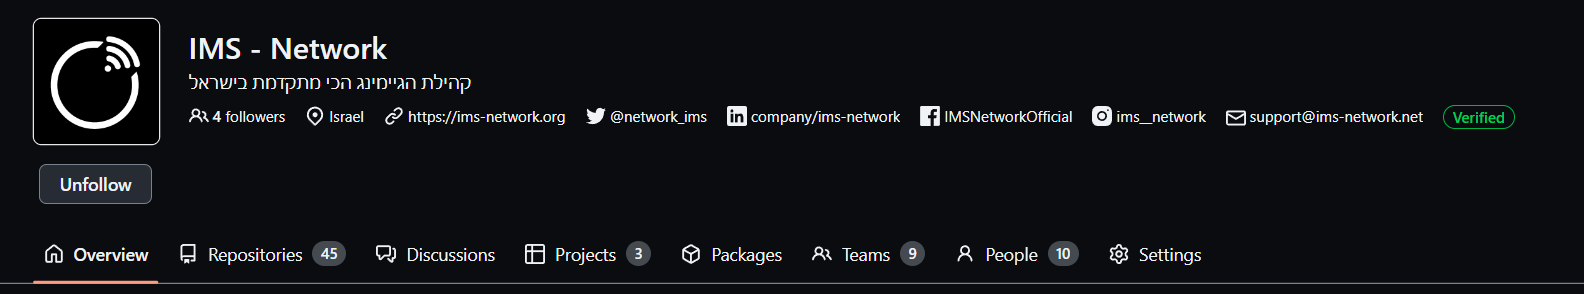 IMS - Network
קהילת הגיימינג הכי מתקדמת בישראל
4 followers Israel https://ims-network.org @network_ims company/ims-network IMSNetworkOfficial ims__network support@ims-network.net Verified
Unfollow
Overview Repositories 45 Discussions Projects 3 Packages Teams 9 People 10 Settings